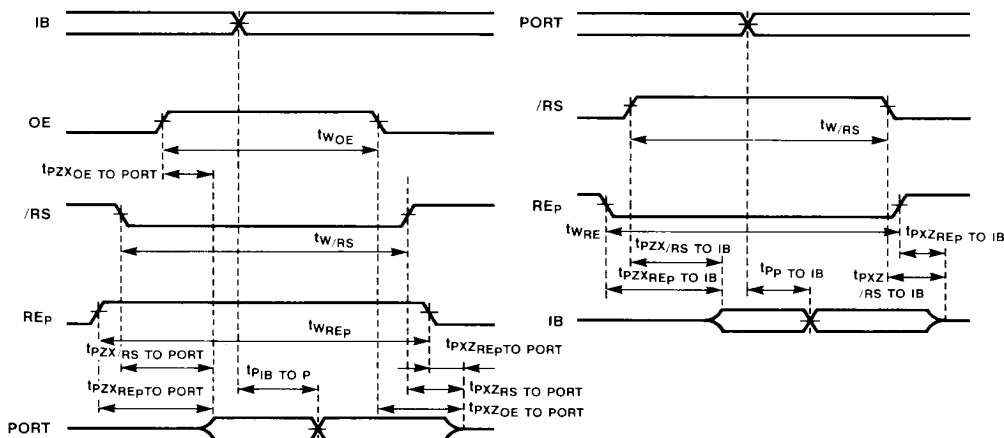 IB
OE
tWOE
tPZXOE TO PORT
/RS
tW/RS
REP
tWREP
tPZX/RS TO PORT
tPXZREPTO PORT
tPIB TO P
tPXZRS TO PORT
tPZXREPTO PORT
tPXZOE TO PORT
PORT
PORT
/RS
tW/RS
REP
tWRE
tPXZREP TO IB
tPZX/RS TO IB
tPP TO IB
tPXZ
/RS TO IB
tPZXREP TO IB
IB